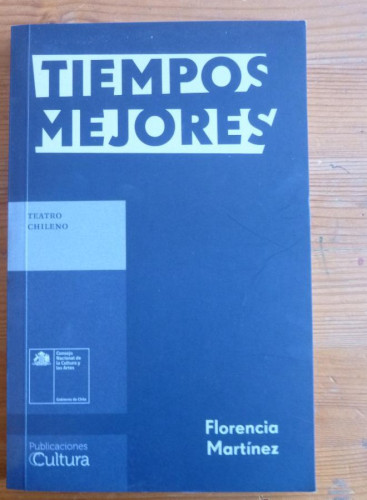 TIEMPOS
MEJORES
TEATRO
CHILENO
Consejo
Nacional de
la Cultura y
las Artes
Gobierno de Chile
Florencia
Martínez
Publicaciones
Cultura